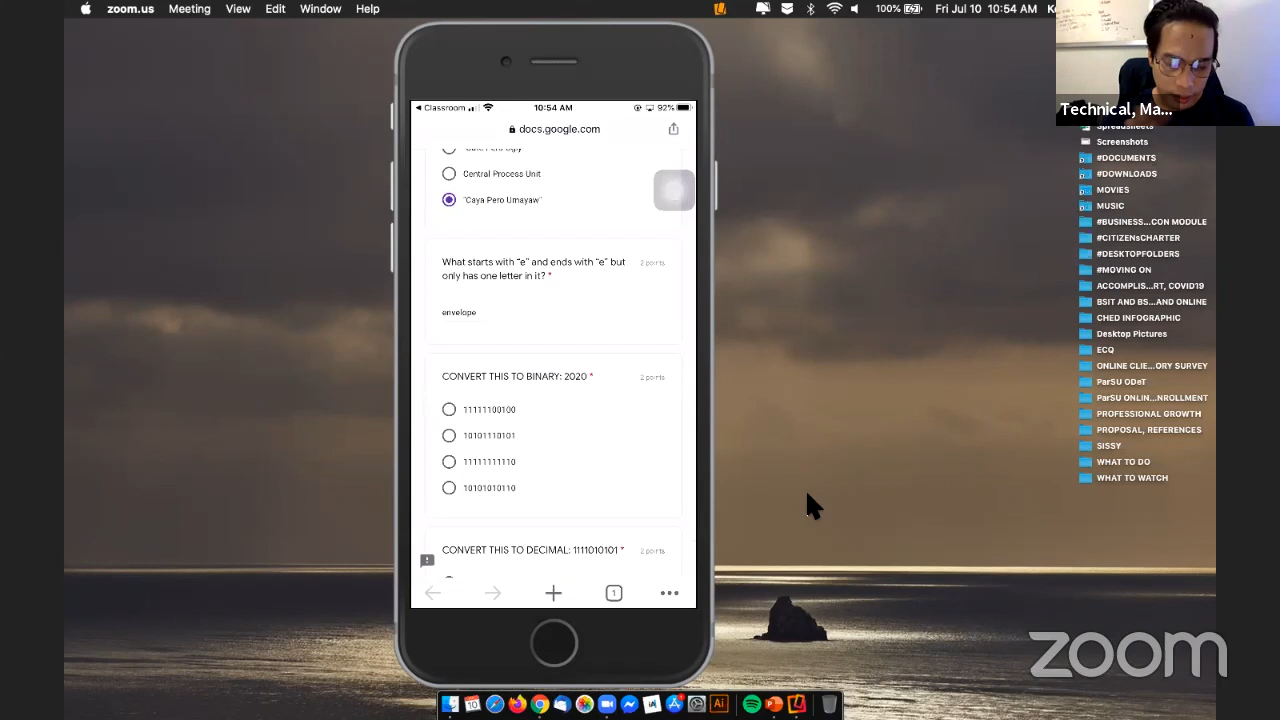 zoom.us Meeting View Edit Window Help
100% Fri Jul 10 10:54 AM
Technical, Ma...
Classroom 10:54 AM 92%
docs.google.com
Central Process Unit
"Caya Pero Umayaw"
What starts with "e" and ends with "e" but 2 points
only has one letter in it? *
envelope
CONVERT THIS TO BINARY: 2020 * 2 points
11111100100
10101110101
11111111110
10101010110
CONVERT THIS TO DECIMAL: 1111010101 * 2 points
1
Spreadsheets
Screenshots
#DOCUMENTS
#DOWNLOADS
MOVIES
MUSIC
#BUSINESS...CON MODULE
#CITIZENsCHARTER
#DESKTOPFOLDERS
#MOVING ON
ACCOMPLIS...RT, COVID19
BSIT AND BS...AND ONLINE
CHED INFOGRAPHIC
Desktop Pictures
ECQ
ONLINE CLIE...ORY SURVEY
ParSU ODeT
ParSU ONLIN...NROLLMENT
PROFESSIONAL GROWTH
PROPOSAL, REFERENCES
SISSY
WHAT TO DO
WHAT TO WATCH
zoom